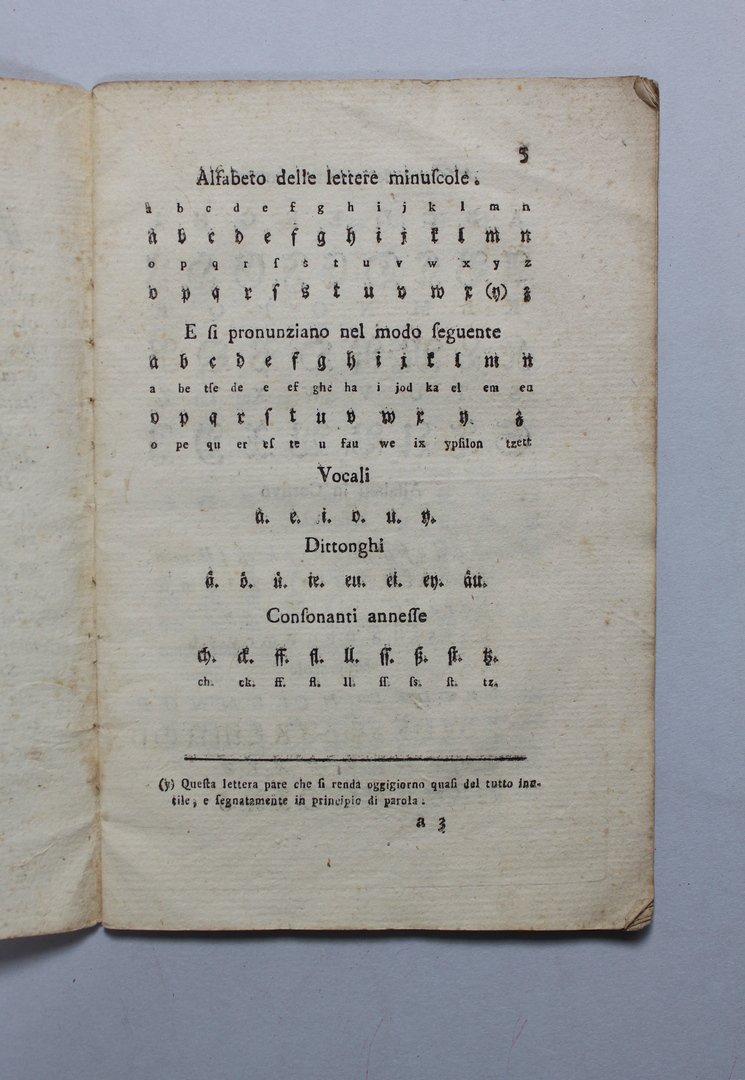 5
Alfabeto delle lettere minuſcole.
a b c d e f g h i j k l m n
a b c d e f g h i j k l m n
o p q r ſ s t u v w x y z
o p q r ſ s t u v w x (y) z
E ſi pronunziano nel modo ſeguente
a b c d e f g h i j k l m n
a be tſe de e ef ghe ha i jod ka el em en
o p q r ſ t u v w x y. z
o pe qu er eſ te u fau we ix ypſilon tzett
Vocali
a. e. i. o. u. y.
Dittonghi
aͤ. oͤ. uͤ. ie. eu. ei. ey. aͤu.
Conſonanti anneſſe
ch. ck. ff. fl. ll. ſſ. ß. ſt. tz.
ch. ck. ff. fl. ll. ſſ. ſs. ſt. tz.
(y) Queſta lettera pare che ſi renda oggigiorno quaſi del tutto inu-
tile, e ſegnatamente in principio di parola.
a 3